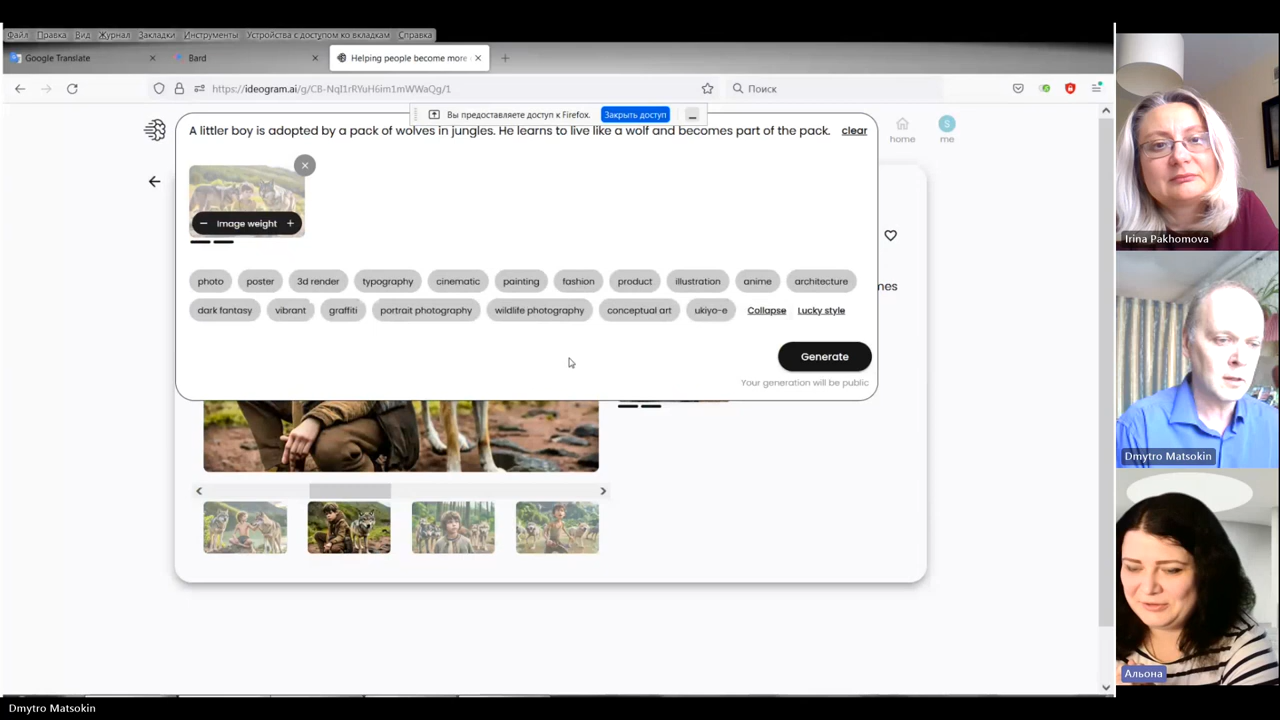 Файл Правка Вид Журнал Закладки Инструменты Устройства с доступом ко вкладкам Справка
Google Translate
Bard
Helping people become more
https://ideogram.ai/g/CB-NqI1rRYuH6im1mWWaQg/1
Поиск
Вы предоставляете доступ к Firefox. Закрыть доступ
A littler boy is adopted by a pack of wolves in jungles. He learns to live like a wolf and becomes part of the pack.
clear
home
S
me
Image weight
photo poster 3d render typography cinematic painting fashion product illustration anime architecture
dark fantasy vibrant graffiti portrait photography wildlife photography conceptual art ukiyo-e Collapse Lucky style
Generate
Your generation will be public
Irina Pakhomova
Dmytro Matsokin
Альона
Dmytro Matsokin